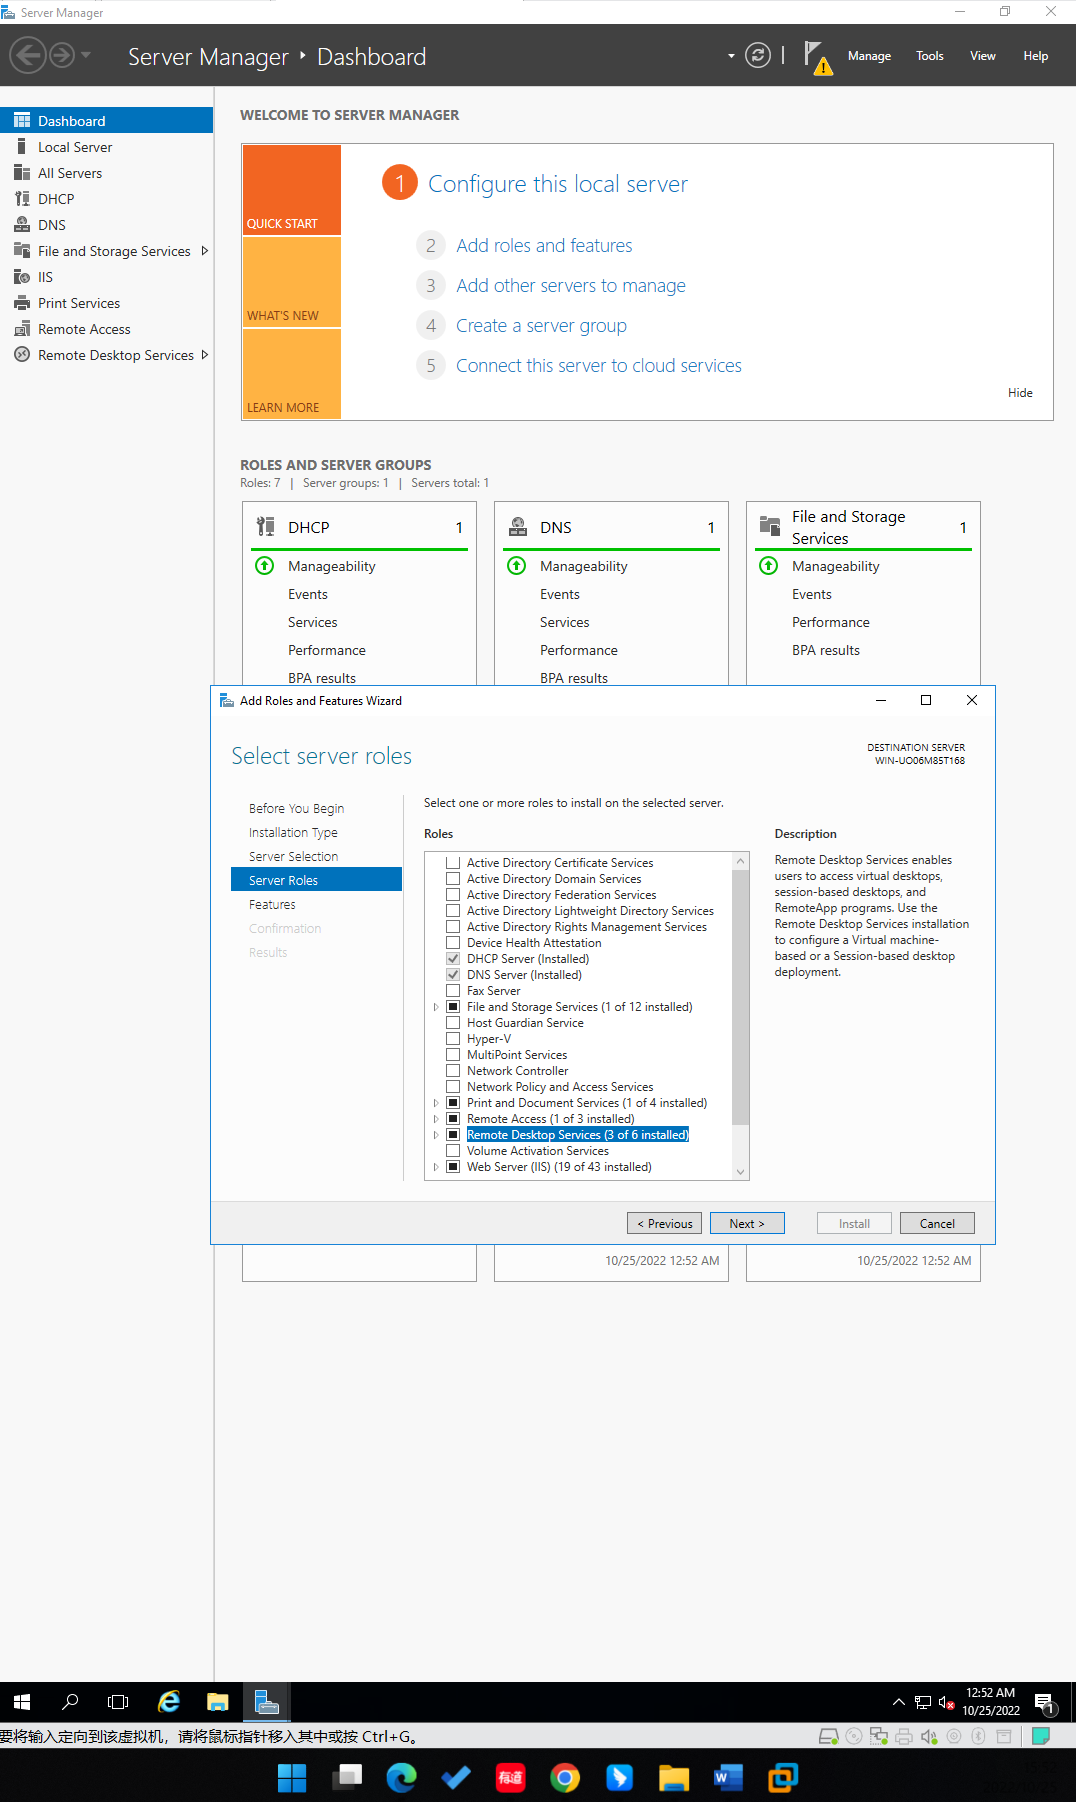 Server Manager
Server Manager ‣ Dashboard
Manage Tools View Help
Dashboard
Local Server
All Servers
DHCP
DNS
File and Storage Services
IIS
Print Services
Remote Access
Remote Desktop Services
WELCOME TO SERVER MANAGER
QUICK START
WHAT'S NEW
LEARN MORE
1 Configure this local server
2 Add roles and features
3 Add other servers to manage
4 Create a server group
5 Connect this server to cloud services
Hide
ROLES AND SERVER GROUPS
Roles: 7 | Server groups: 1 | Servers total: 1
DHCP 1
Manageability
Events
Services
Performance
BPA results
DNS 1
Manageability
Events
Services
Performance
BPA results
File and Storage
Services 1
Manageability
Events
Performance
BPA results
Add Roles and Features Wizard
Select server roles
DESTINATION SERVER
WIN-UO06M85T168
Before You Begin
Installation Type
Server Selection
Server Roles
Features
Confirmation
Results
Select one or more roles to install on the selected server.
Roles
Active Directory Certificate Services
Active Directory Domain Services
Active Directory Federation Services
Active Directory Lightweight Directory Services
Active Directory Rights Management Services
Device Health Attestation
DHCP Server (Installed)
DNS Server (Installed)
Fax Server
File and Storage Services (1 of 12 installed)
Host Guardian Service
Hyper-V
MultiPoint Services
Network Controller
Network Policy and Access Services
Print and Document Services (1 of 4 installed)
Remote Access (1 of 3 installed)
Remote Desktop Services (3 of 6 installed)
Volume Activation Services
Web Server (IIS) (19 of 43 installed)
Description
Remote Desktop Services enables
users to access virtual desktops,
session-based desktops, and
RemoteApp programs. Use the
Remote Desktop Services installation
to configure a Virtual machine-
based or a Session-based desktop
deployment.
< Previous Next > Install Cancel
10/25/2022 12:52 AM
10/25/2022 12:52 AM
12:52 AM
10/25/2022
1
要将输入定向到该虚拟机，请将鼠标指针移入其中或按 Ctrl+G。
有道
W